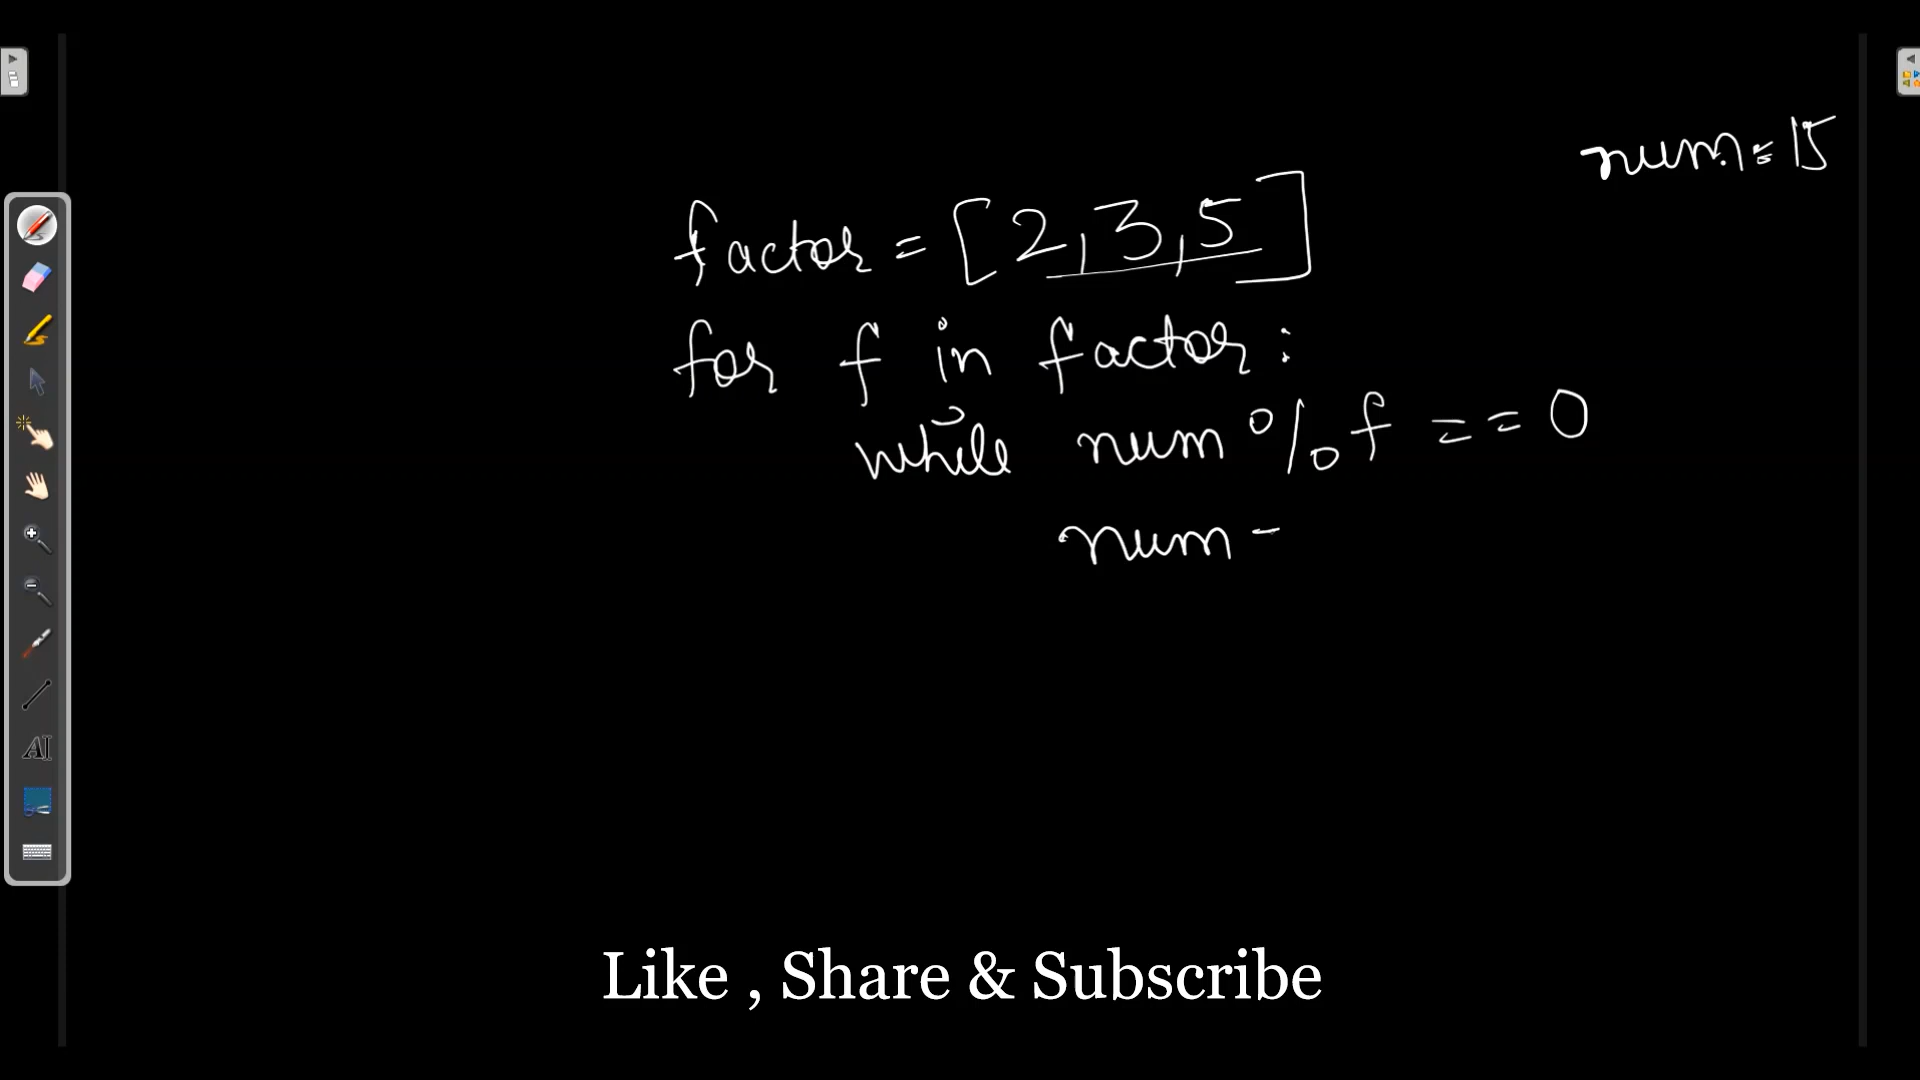 num = 15
factor = [2,3,5]
for f in factor:
while num % f == 0
num -
Like , Share & Subscribe